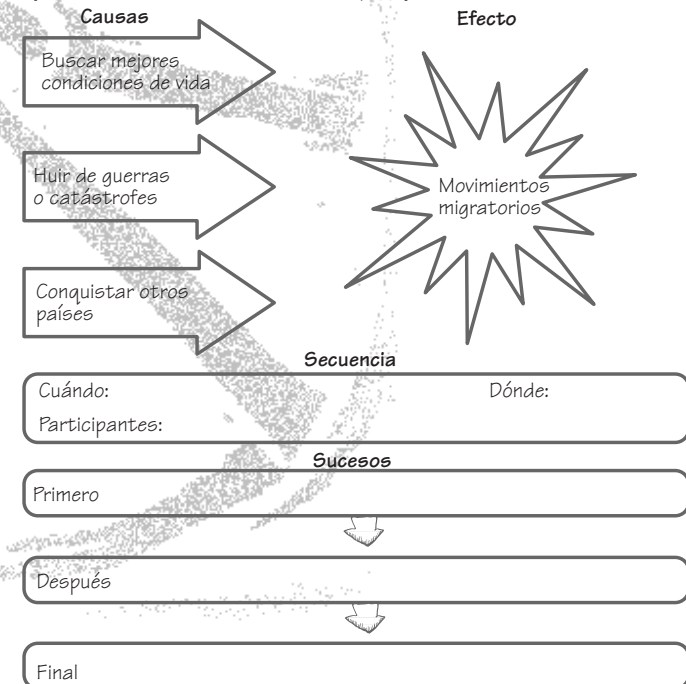 Causas
Efecto
Buscar mejores
condiciones de vida
Huir de guerras
o catástrofes
Conquistar otros
países
Movimientos
migratorios
Secuencia
Cuándo:
Dónde:
Participantes:
Sucesos
Primero
Después
Final